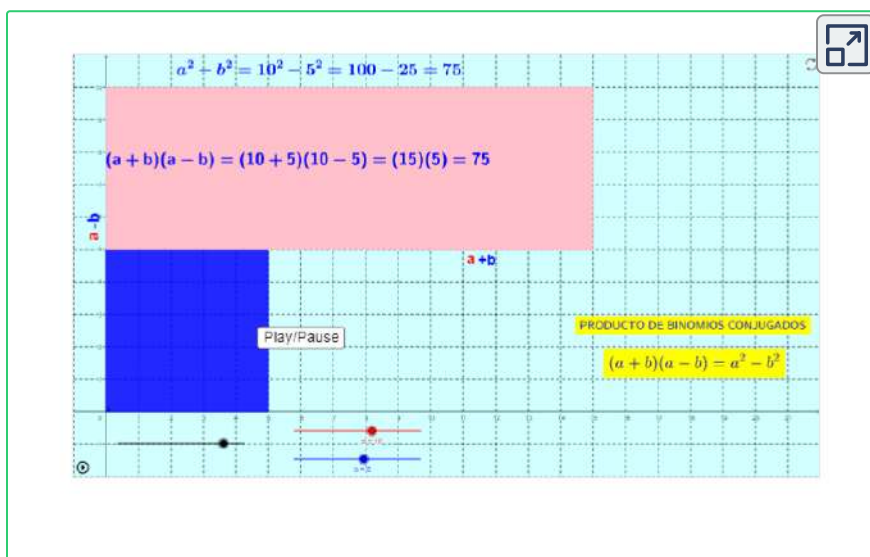 a² − b² = 10² − 5² = 100 − 25 = 75
(a + b)(a − b) = (10 + 5)(10 − 5) = (15)(5) = 75
a -b
a +b
PRODUCTO DE BINOMIOS CONJUGADOS
Play/Pause
(a + b)(a − b) = a² − b²